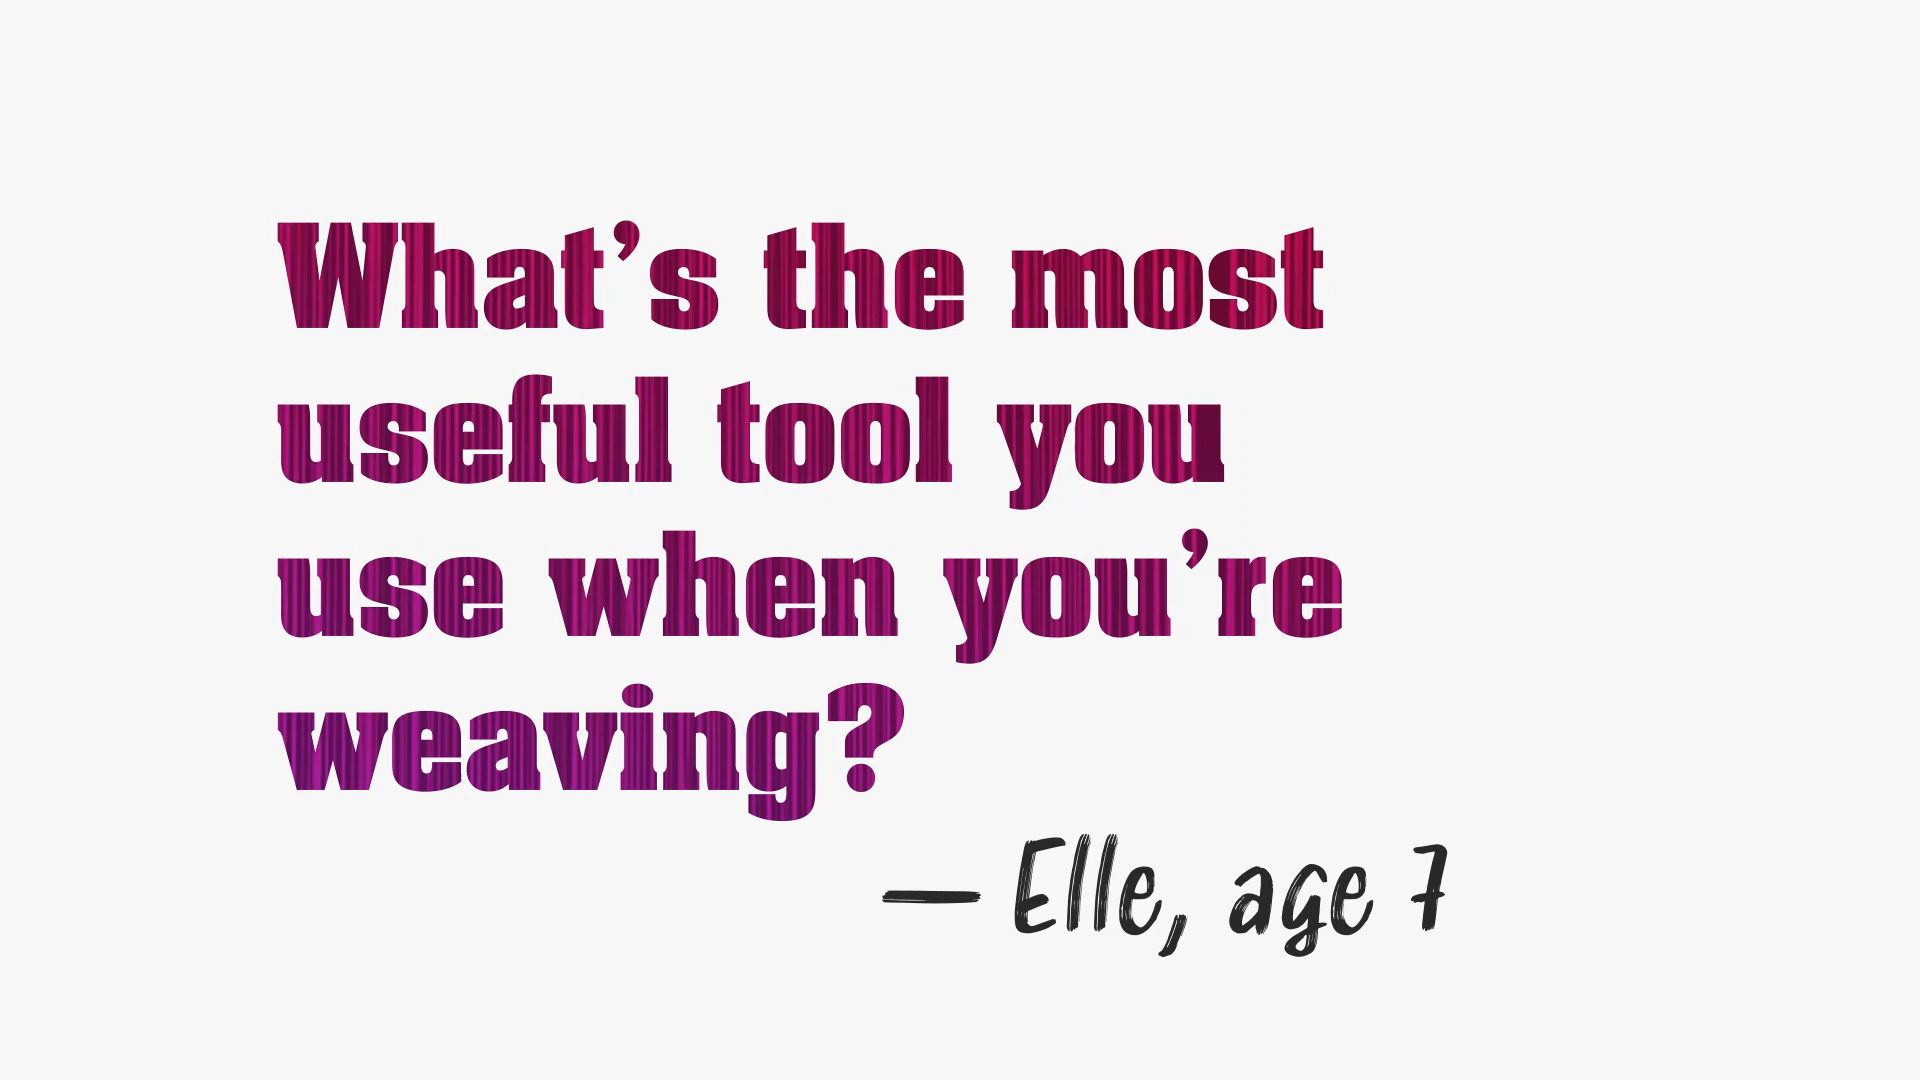 What’s the most
useful tool you
use when you’re
weaving?
— Elle, age 7